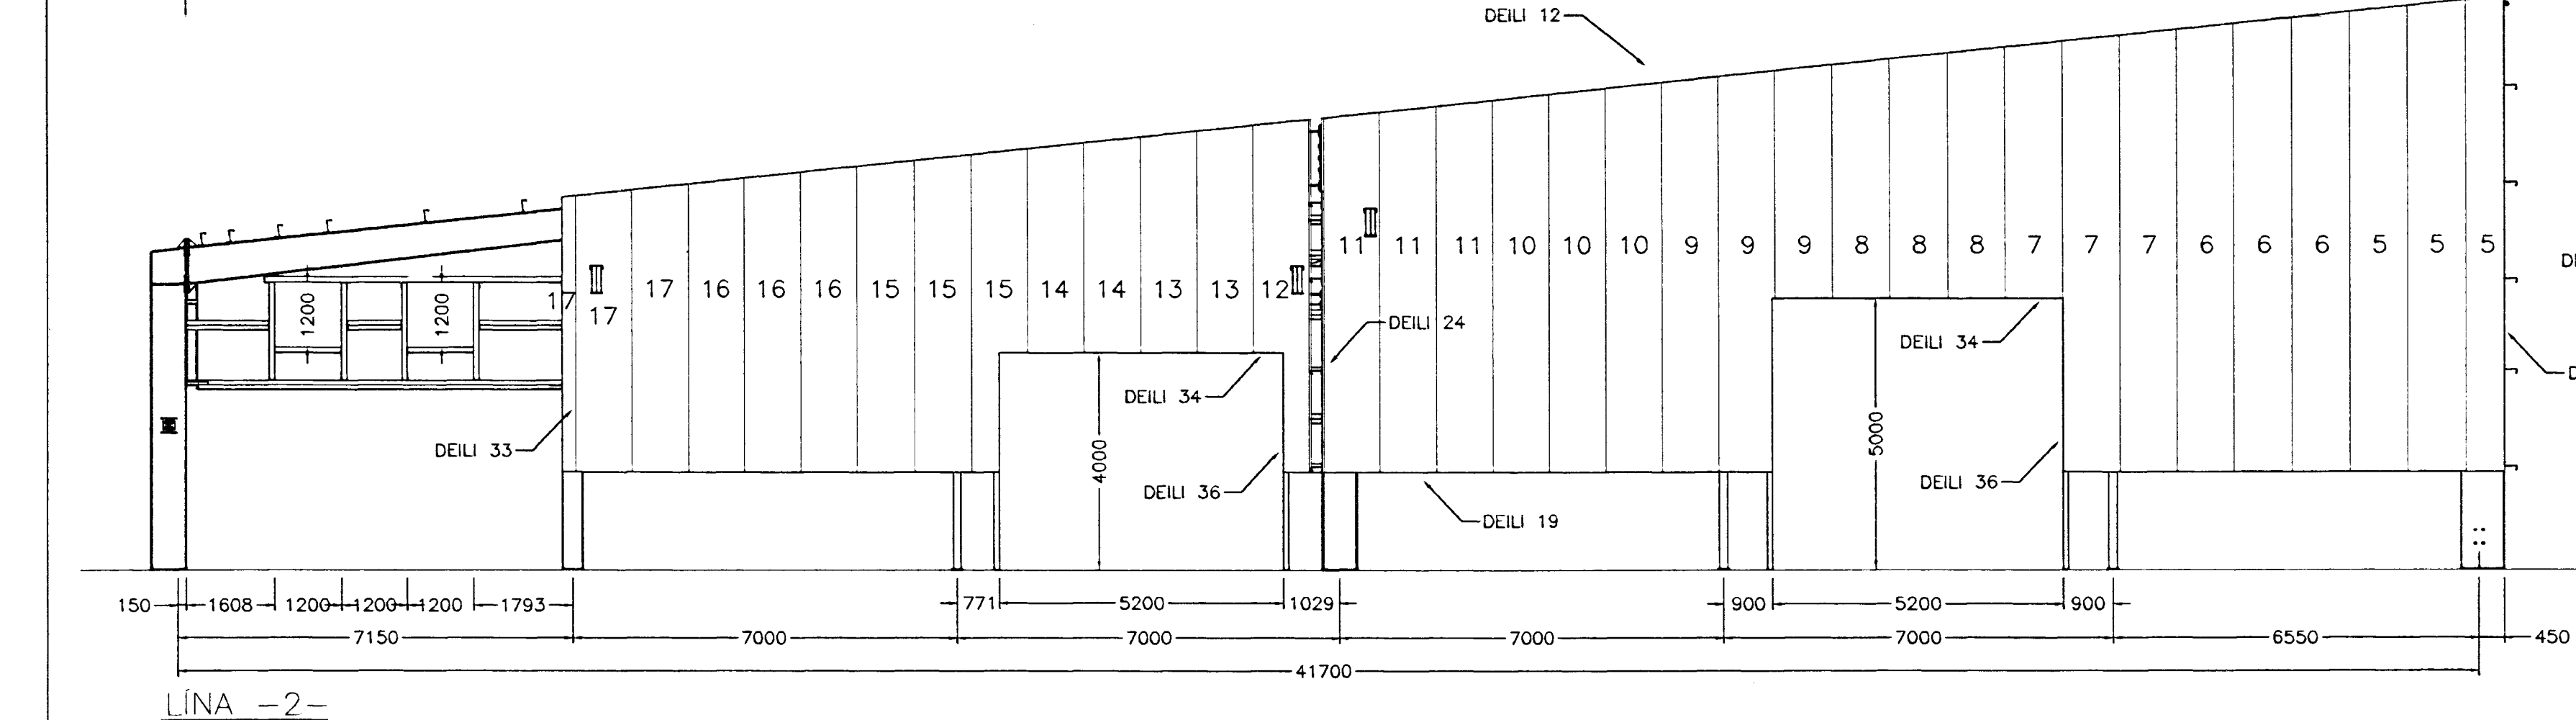 DEILI 12
11 11 11 10 10 10 9 9 9 8 8 8 7 7 7 6 6 6 5 5 5
17 17 17 16 16 16 15 15 15 14 14 13 13 12
1200
1200
DEILI 24
DEILI 34
DEILI 34
DEILI 33
4000
5000
DEILI 36
DEILI 36
DEILI 19
150 1608 1200 1200 1200 1793 771 5200 1029 900 5200 900
7150 7000 7000 7000 7000 6550 450
41700
LÍNA -2-